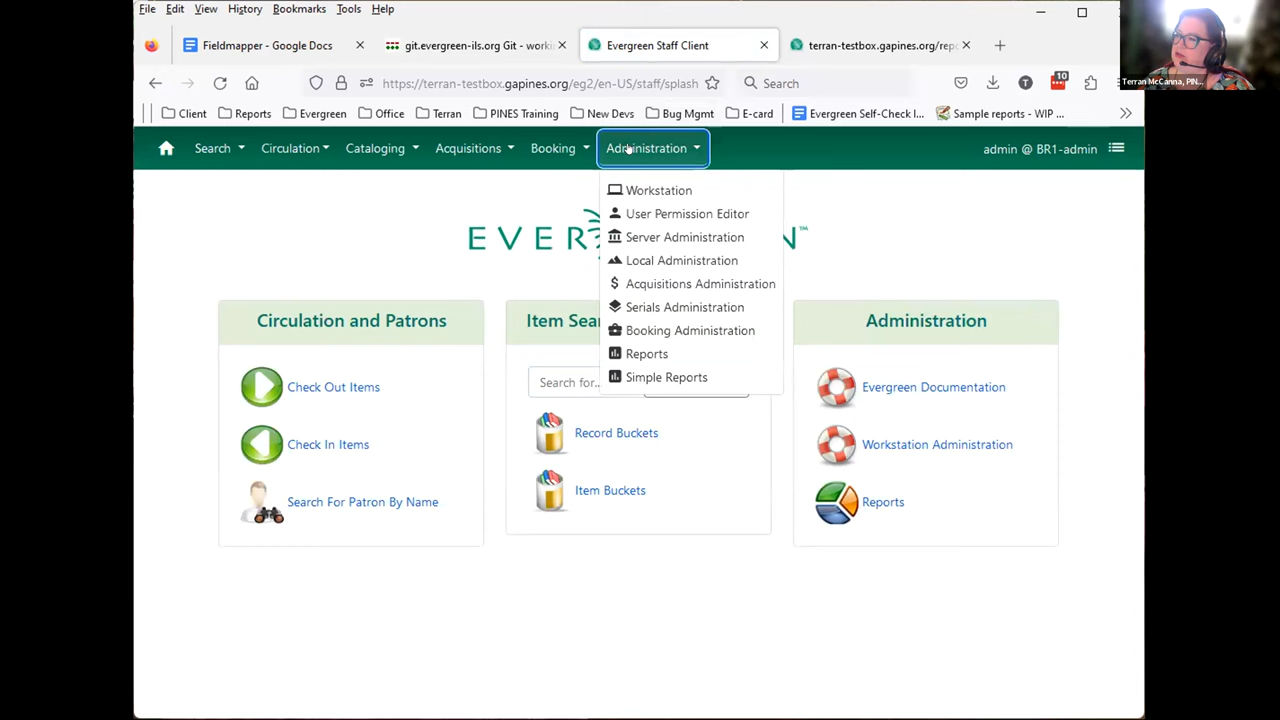 File Edit View History Bookmarks Tools Help
Fieldmapper - Google Docs
git.evergreen-ils.org Git - worki
Evergreen Staff Client
terran-testbox.gapines.org/repo
https://terran-testbox.gapines.org/eg2/en-US/staff/splash
Search
T
10
Terran McCanna, PIN...
Client Reports Evergreen Office Terran PINES Training New Devs Bug Mgmt E-card Evergreen Self-Check I... Sample reports - WIP ...
Search Circulation Cataloging Acquisitions Booking Administration admin @ BR1-admin
Workstation
User Permission Editor
Server Administration
Local Administration
Acquisitions Administration
Serials Administration
Booking Administration
Reports
Simple Reports
EVER N™
Circulation and Patrons
Check Out Items
Check In Items
Search For Patron By Name
Item Sea
Search for..
Record Buckets
Item Buckets
Administration
Evergreen Documentation
Workstation Administration
Reports